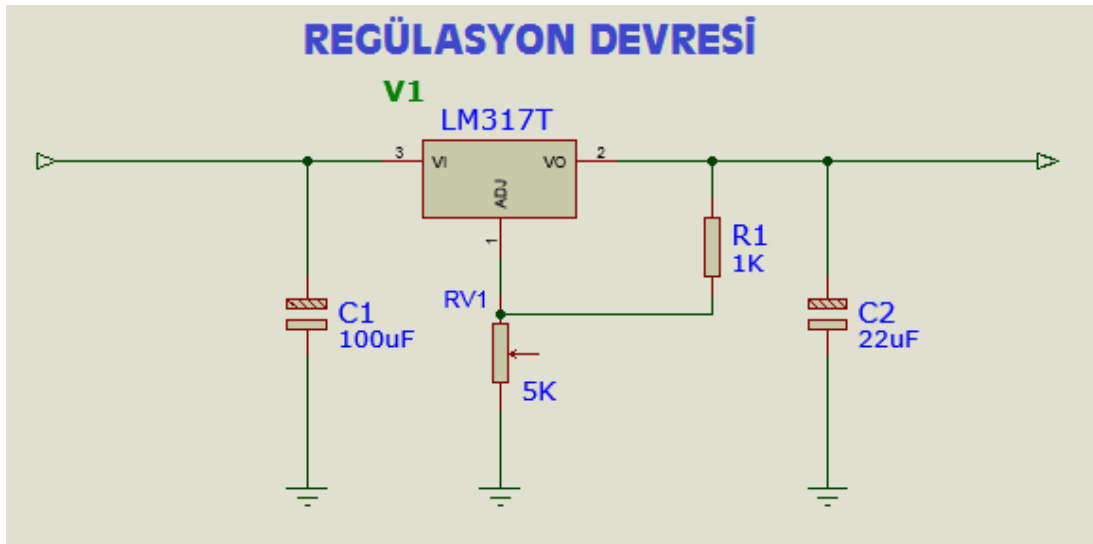 REGÜLASYON DEVRESİ
V1
LM317T
3
VI
VO
2
ADJ
1
R1
1K
RV1
5K
C1
100uF
C2
22uF